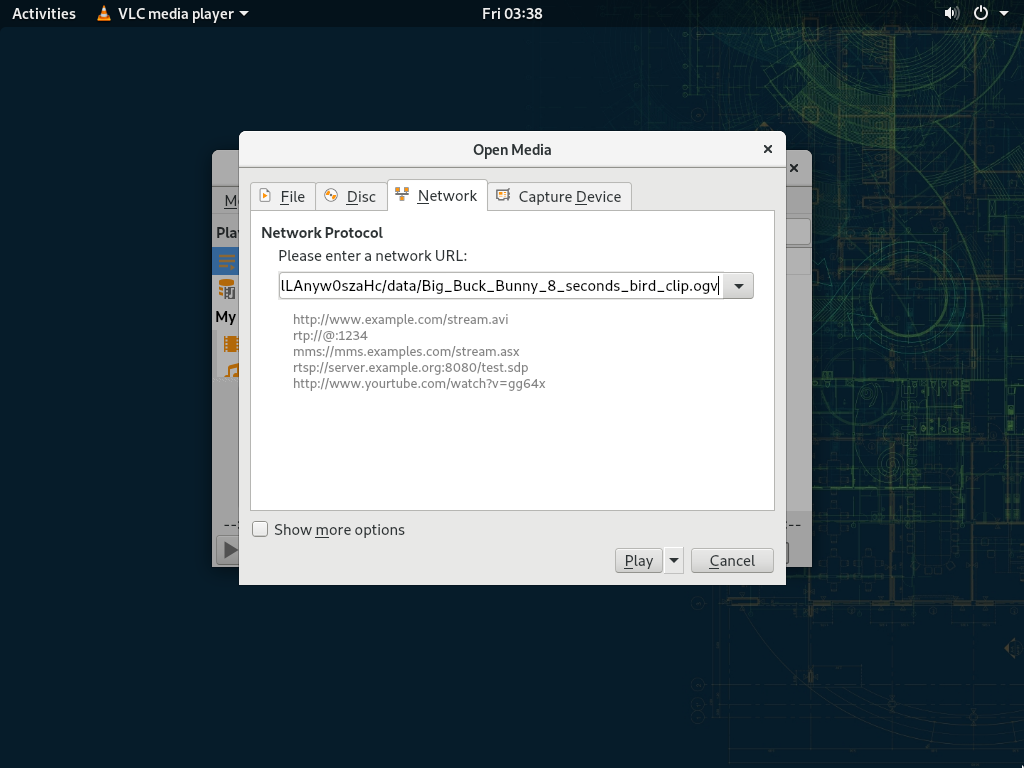 Activities VLC media player Fri 03:38
Open Media
File Disc Network Capture Device
Network Protocol
Please enter a network URL:
lLAnyw0szaHc/data/Big_Buck_Bunny_8_seconds_bird_clip.ogv
http://www.example.com/stream.avi
rtp://@:1234
mms://mms.examples.com/stream.asx
rtsp://server.example.org:8080/test.sdp
http://www.yourtube.com/watch?v=gg64x
My
Show more options
Play Cancel